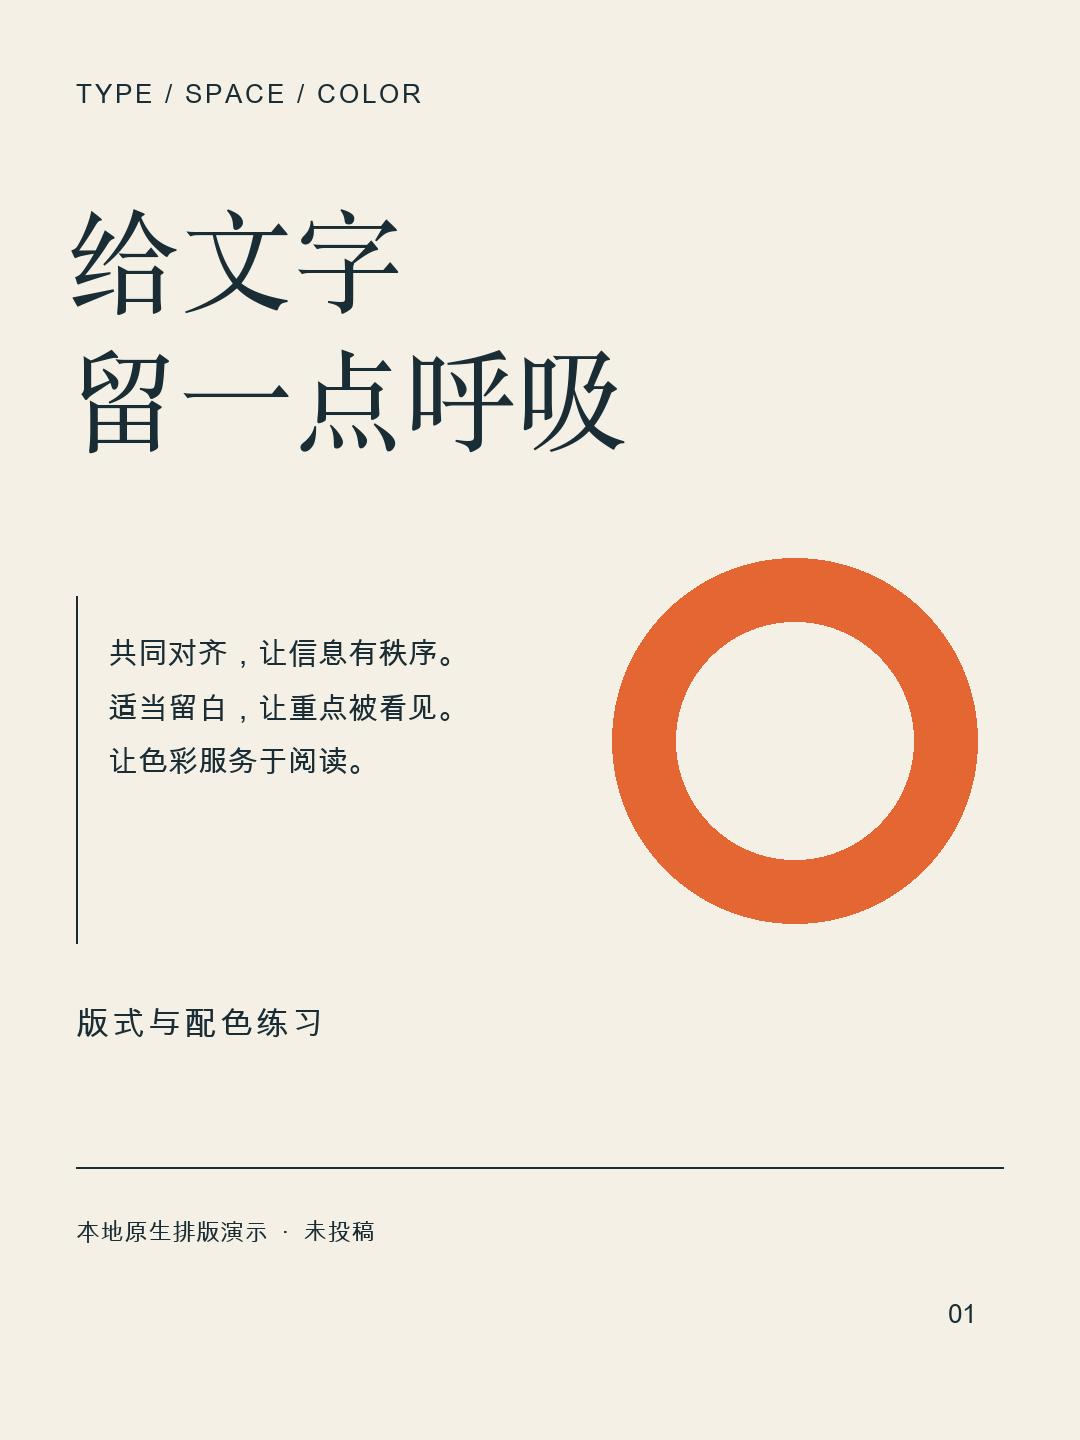 TYPE / SPACE / COLOR
给文字
留一点呼吸
共同对齐，让信息有秩序。
适当留白，让重点被看见。
让色彩服务于阅读。
版式与配色练习
本地原生排版演示 · 未投稿
01